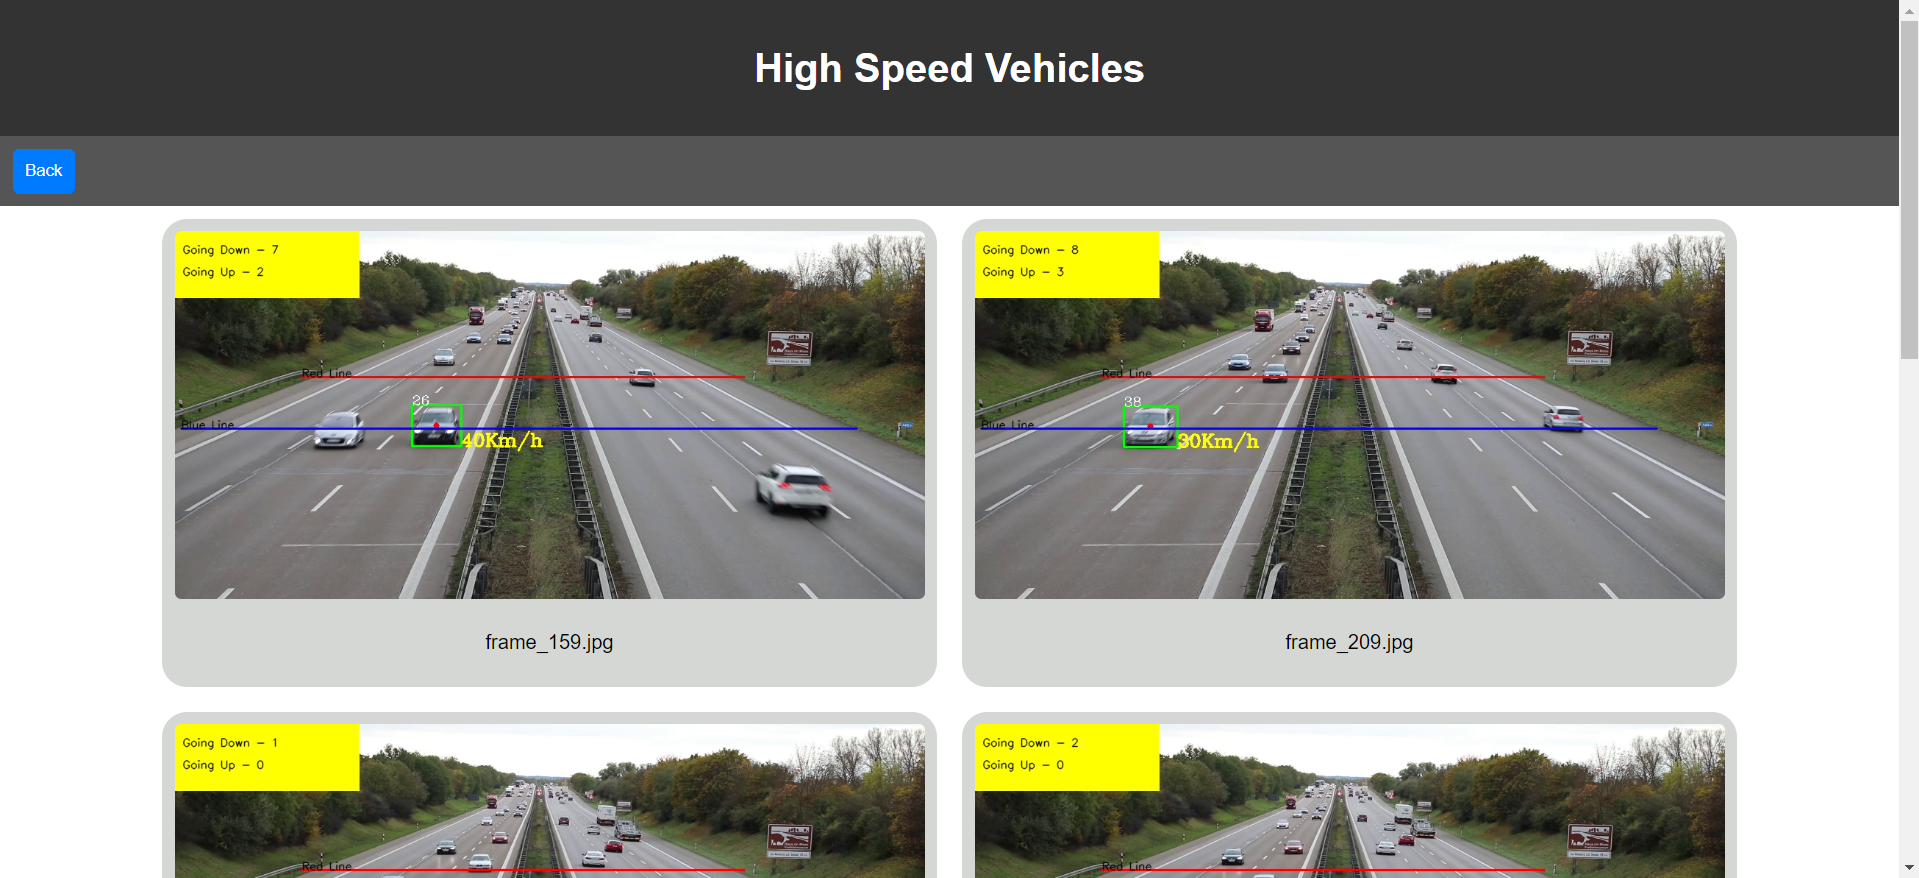 High Speed Vehicles
Back
Going Down - 7
Going Up - 2
Red Line
26
Blue Line
40Km/h
frame_159.jpg
Going Down - 8
Going Up - 3
Red Line
38
Blue Line
30Km/h
frame_209.jpg
Going Down - 1
Going Up - 0
Red Line
Going Down - 2
Going Up - 0
Red Line